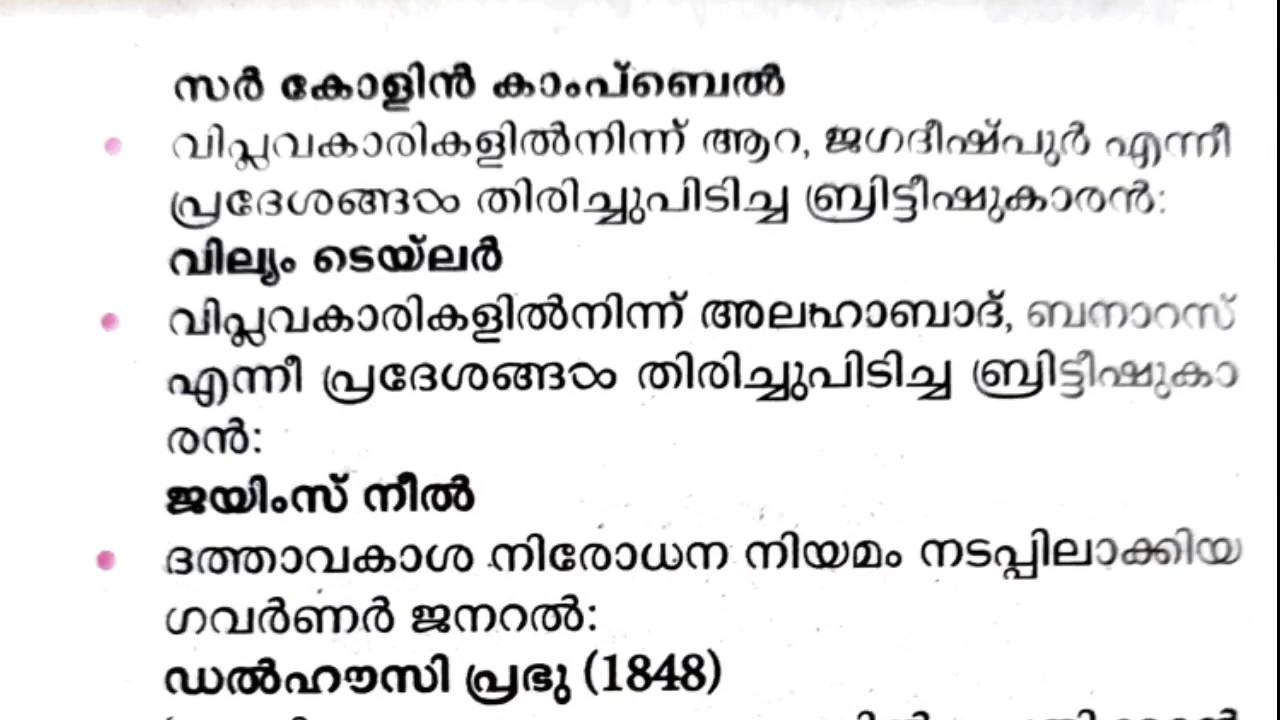 സർ കോളിൻ കാംപ്ബെൽ
വിപ്ലവകാരികളിൽനിന്ന് ആറ, ജഗദീഷ്പുർ എന്നീ
പ്രദേശങ്ങൾ തിരിച്ചുപിടിച്ച ബ്രിട്ടീഷുകാരൻ:
വില്യം ടെയ്ലർ
വിപ്ലവകാരികളിൽനിന്ന് അലഹാബാദ്, ബനാറസ്
എന്നീ പ്രദേശങ്ങൾ തിരിച്ചുപിടിച്ച ബ്രിട്ടീഷുകാ
രൻ:
ജയിംസ് നീൽ
ദത്താവകാശ നിരോധന നിയമം നടപ്പിലാക്കിയ
ഗവർണർ ജനറൽ:
ഡൽഹൗസി പ്രഭു (1848)